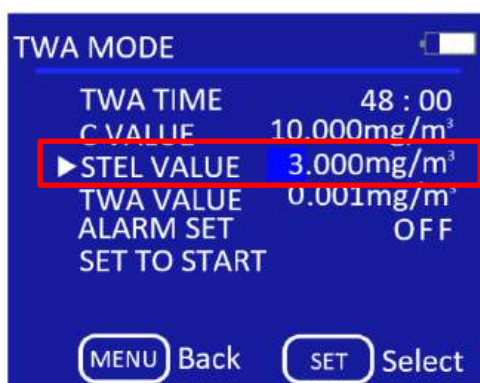 TWA MODE
TWA TIME 48 : 00
C VALUE 10.000mg/m³
▶STEL VALUE 3.000mg/m³
TWA VALUE 0.001mg/m³
ALARM SET OFF
SET TO START
MENU Back SET Select